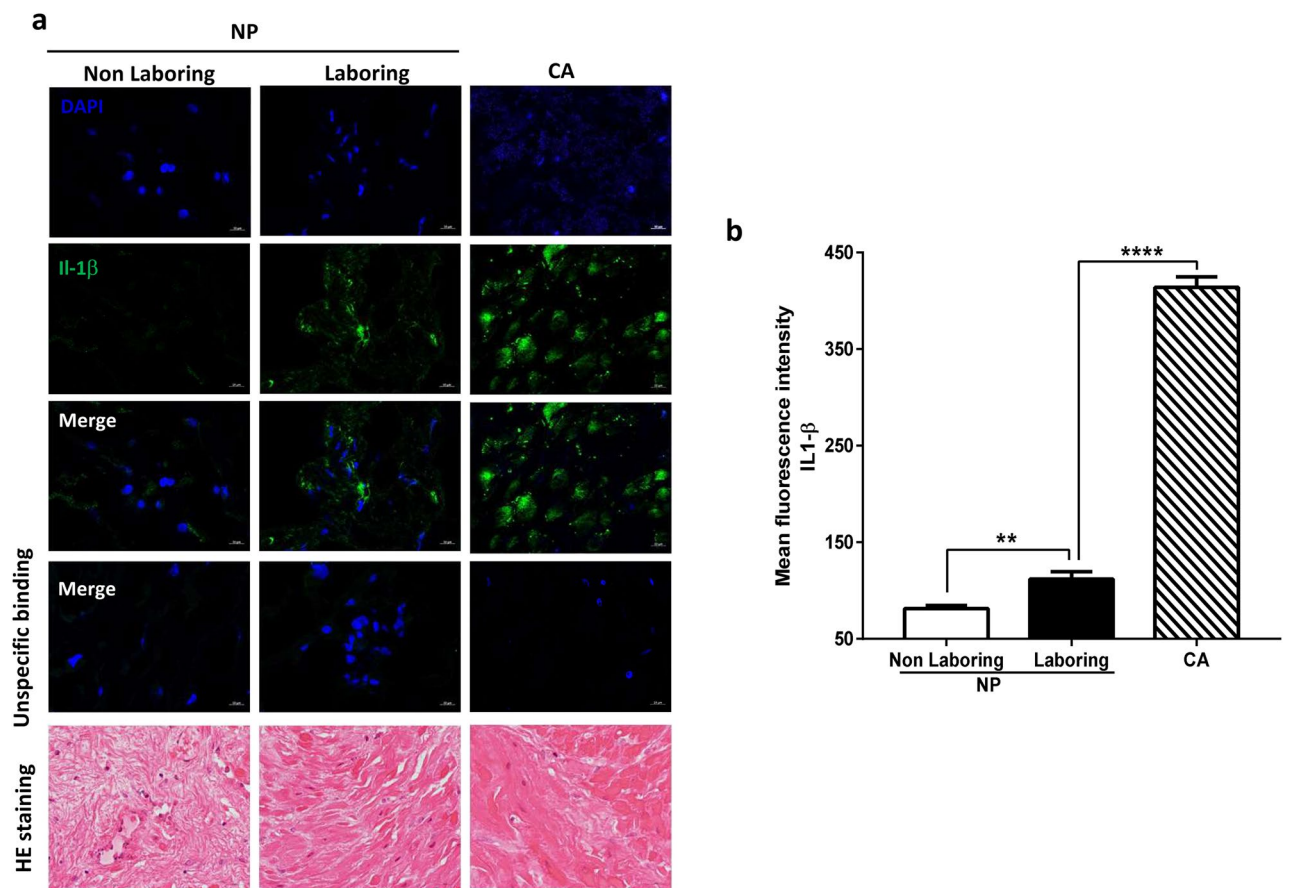 a
NP
Non Laboring
Laboring
CA
DAPI
Il-1β
Merge
Unspecific binding
Merge
HE staining
b
Mean fluorescence intensity
IL1-β
450
350
250
150
50
**
****
Non Laboring
Laboring
CA
NP